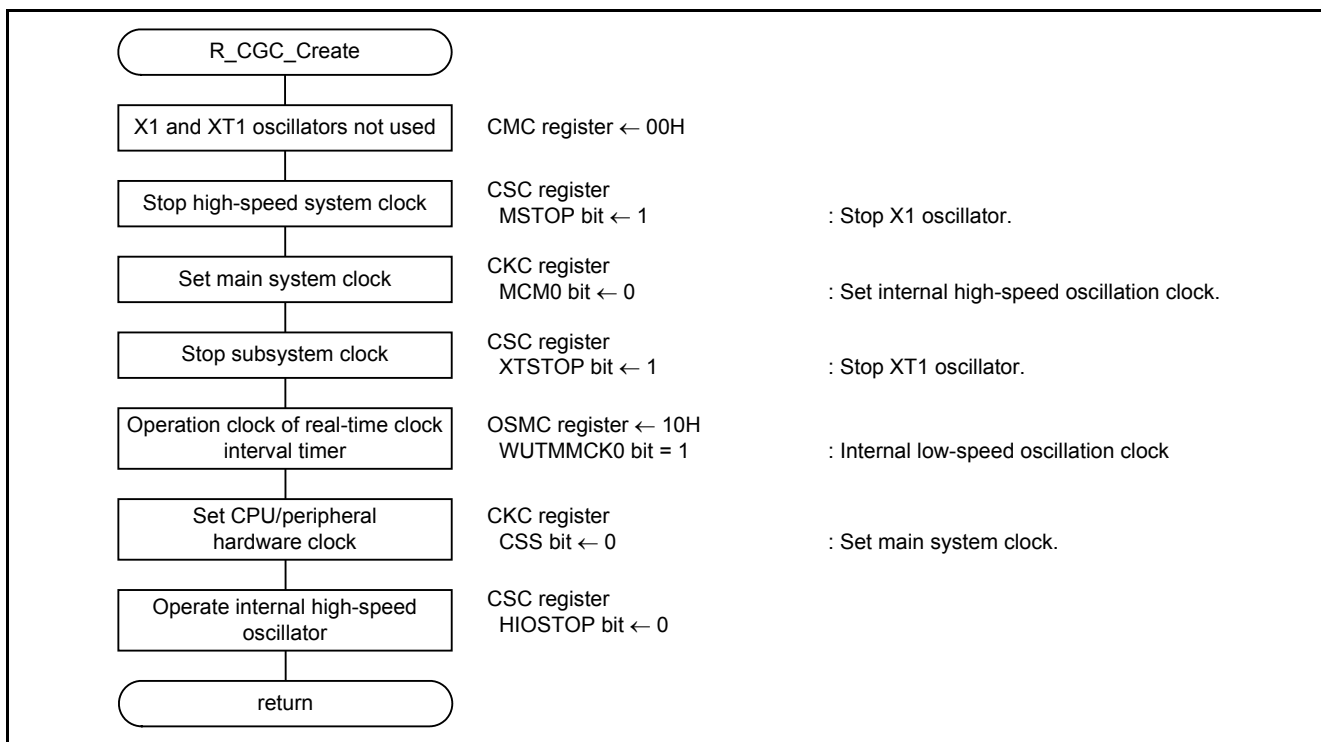 R_CGC_Create
X1 and XT1 oscillators not used
CMC register ← 00H
Stop high-speed system clock
CSC register
MSTOP bit ← 1
: Stop X1 oscillator.
Set main system clock
CKC register
MCM0 bit ← 0
: Set internal high-speed oscillation clock.
Stop subsystem clock
CSC register
XTSTOP bit ← 1
: Stop XT1 oscillator.
Operation clock of real-time clock
interval timer
OSMC register ← 10H
WUTMMCK0 bit = 1
: Internal low-speed oscillation clock
Set CPU/peripheral
hardware clock
CKC register
CSS bit ← 0
: Set main system clock.
Operate internal high-speed
oscillator
CSC register
HIOSTOP bit ← 0
return